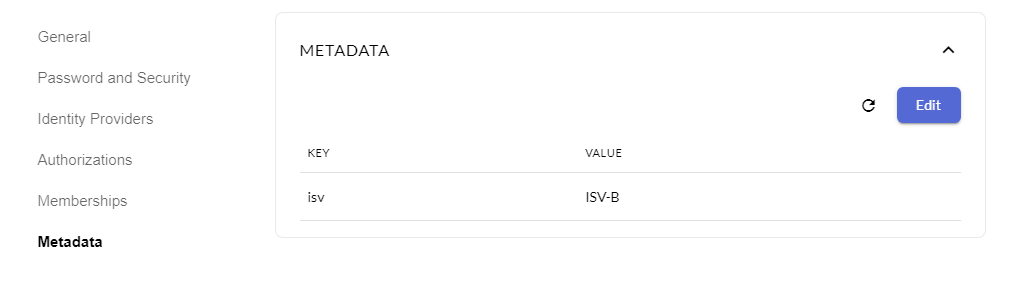 General
Password and Security
Identity Providers
Authorizations
Memberships
Metadata
METADATA
Edit
KEY VALUE
isv ISV-B